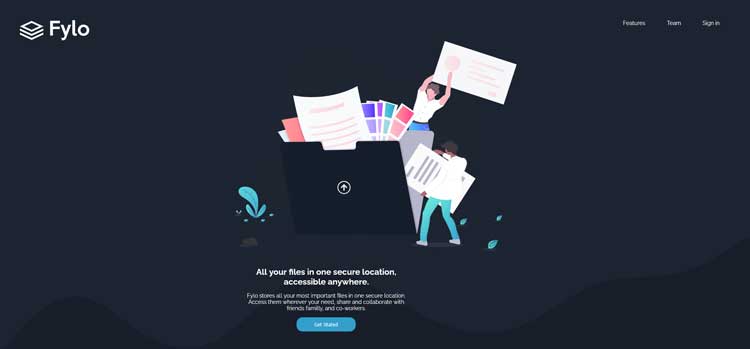 Fylo
Features
Team
Sign in
All your files in one secure location,
accessible anywhere.
Fylo stores all your most important files in one secure location.
Access them wherever your need, share and collaborate with
friends familly, and co-workers.
Get Stated